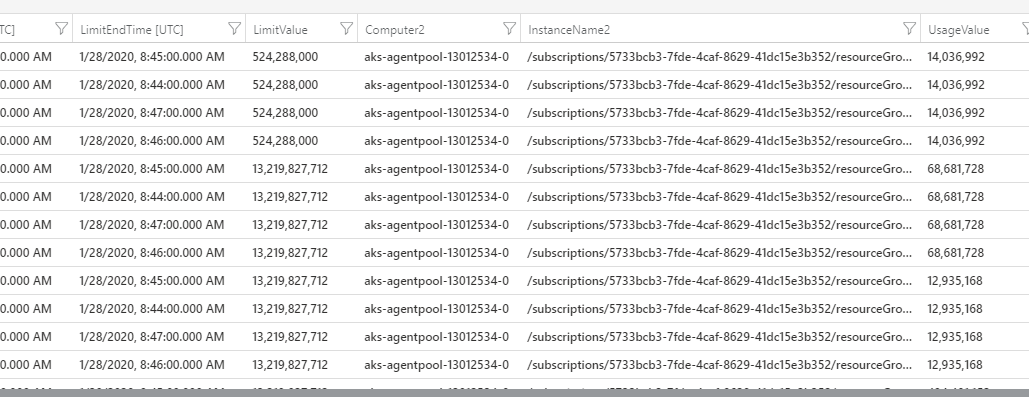 TC] LimitEndTime [UTC] LimitValue Computer2 InstanceName2 UsageValue
0.000 AM 1/28/2020, 8:45:00.000 AM 524,288,000 aks-agentpool-13012534-0 /subscriptions/5733bcb3-7fde-4caf-8629-41dc15e3b352/resourceGro... 14,036,992
0.000 AM 1/28/2020, 8:44:00.000 AM 524,288,000 aks-agentpool-13012534-0 /subscriptions/5733bcb3-7fde-4caf-8629-41dc15e3b352/resourceGro... 14,036,992
0.000 AM 1/28/2020, 8:47:00.000 AM 524,288,000 aks-agentpool-13012534-0 /subscriptions/5733bcb3-7fde-4caf-8629-41dc15e3b352/resourceGro... 14,036,992
0.000 AM 1/28/2020, 8:46:00.000 AM 524,288,000 aks-agentpool-13012534-0 /subscriptions/5733bcb3-7fde-4caf-8629-41dc15e3b352/resourceGro... 14,036,992
0.000 AM 1/28/2020, 8:45:00.000 AM 13,219,827,712 aks-agentpool-13012534-0 /subscriptions/5733bcb3-7fde-4caf-8629-41dc15e3b352/resourceGro... 68,681,728
0.000 AM 1/28/2020, 8:44:00.000 AM 13,219,827,712 aks-agentpool-13012534-0 /subscriptions/5733bcb3-7fde-4caf-8629-41dc15e3b352/resourceGro... 68,681,728
0.000 AM 1/28/2020, 8:47:00.000 AM 13,219,827,712 aks-agentpool-13012534-0 /subscriptions/5733bcb3-7fde-4caf-8629-41dc15e3b352/resourceGro... 68,681,728
0.000 AM 1/28/2020, 8:46:00.000 AM 13,219,827,712 aks-agentpool-13012534-0 /subscriptions/5733bcb3-7fde-4caf-8629-41dc15e3b352/resourceGro... 68,681,728
0.000 AM 1/28/2020, 8:45:00.000 AM 13,219,827,712 aks-agentpool-13012534-0 /subscriptions/5733bcb3-7fde-4caf-8629-41dc15e3b352/resourceGro... 12,935,168
0.000 AM 1/28/2020, 8:44:00.000 AM 13,219,827,712 aks-agentpool-13012534-0 /subscriptions/5733bcb3-7fde-4caf-8629-41dc15e3b352/resourceGro... 12,935,168
0.000 AM 1/28/2020, 8:47:00.000 AM 13,219,827,712 aks-agentpool-13012534-0 /subscriptions/5733bcb3-7fde-4caf-8629-41dc15e3b352/resourceGro... 12,935,168
0.000 AM 1/28/2020, 8:46:00.000 AM 13,219,827,712 aks-agentpool-13012534-0 /subscriptions/5733bcb3-7fde-4caf-8629-41dc15e3b352/resourceGro... 12,935,168